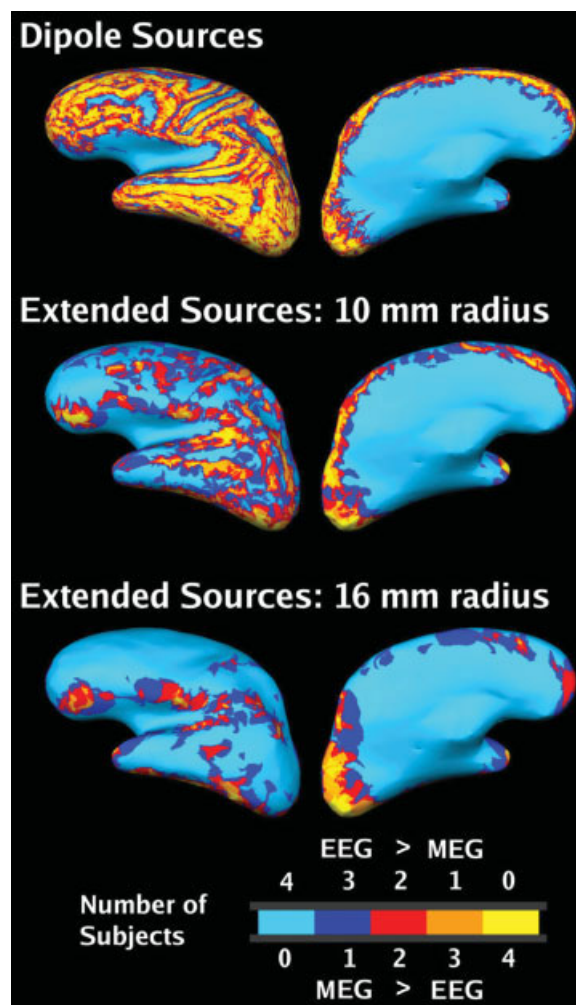 Dipole Sources
Extended Sources: 10 mm radius
Extended Sources: 16 mm radius
EEG > MEG
4 3 2 1 0
Number of
Subjects
0 1 2 3 4
MEG > EEG